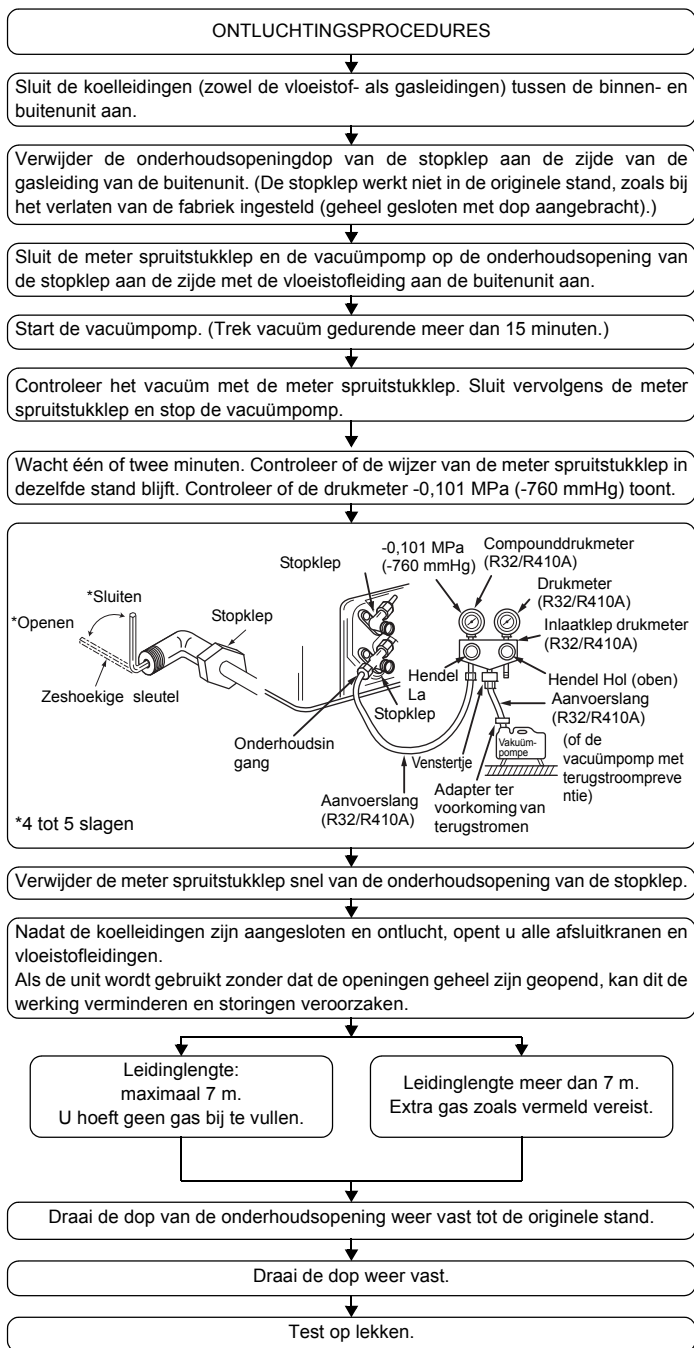 ONTLUCHTINGSPROCEDURES
Sluit de koelleidingen (zowel de vloeistof- als gasleidingen) tussen de binnen- en
buitenunit aan.
Verwijder de onderhoudsopeningdop van de stopklep aan de zijde van de
gasleiding van de buitenunit. (De stopklep werkt niet in de originele stand, zoals bij
het verlaten van de fabriek ingesteld (geheel gesloten met dop aangebracht).)
Sluit de meter spruitstukklep en de vacuümpomp op de onderhoudsopening van
de stopklep aan de zijde met de vloeistofleiding aan de buitenunit aan.
Start de vacuümpomp. (Trek vacuüm gedurende meer dan 15 minuten.)
Controleer het vacuüm met de meter spruitstukklep. Sluit vervolgens de meter
spruitstukklep en stop de vacuümpomp.
Wacht één of twee minuten. Controleer of de wijzer van de meter spruitstukklep in
dezelfde stand blijft. Controleer of de drukmeter -0,101 MPa (-760 mmHg) toont.
*Sluiten
*Openen
Stopklep
Zeshoekige sleutel
*4 tot 5 slagen
Stopklep
-0,101 MPa
(-760 mmHg)
Compounddrukmeter
(R32/R410A)
Drukmeter
(R32/R410A)
Inlaatklep drukmeter
(R32/R410A)
Hendel
La
Hendel Hol (oben)
Stopklep
Aanvoerslang
(R32/R410A)
Onderhoudsin
gang
Venstertje
Vakuüm-
pompe
(of de
vacuümpomp met
terugstroompreve
ntie)
Adapter ter
voorkoming van
terugstromen
Aanvoerslang
(R32/R410A)
Verwijder de meter spruitstukklep snel van de onderhoudsopening van de stopklep.
Nadat de koelleidingen zijn aangesloten en ontlucht, opent u alle afsluitkranen en
vloeistofleidingen.
Als de unit wordt gebruikt zonder dat de openingen geheel zijn geopend, kan dit de
werking verminderen en storingen veroorzaken.
Leidinglengte:
maximaal 7 m.
U hoeft geen gas bij te vullen.
Leidinglengte meer dan 7 m.
Extra gas zoals vermeld vereist.
Draai de dop van de onderhoudsopening weer vast tot de originele stand.
Draai de dop weer vast.
Test op lekken.